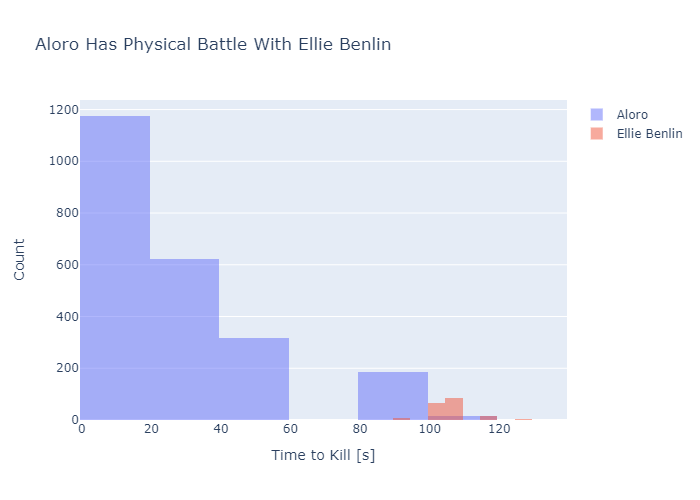 Aloro Has Physical Battle With Ellie Benlin
Aloro
Ellie Benlin
1200
1000
800
600
400
200
0
0 20 40 60 80 100 120
Count
Time to Kill [s]